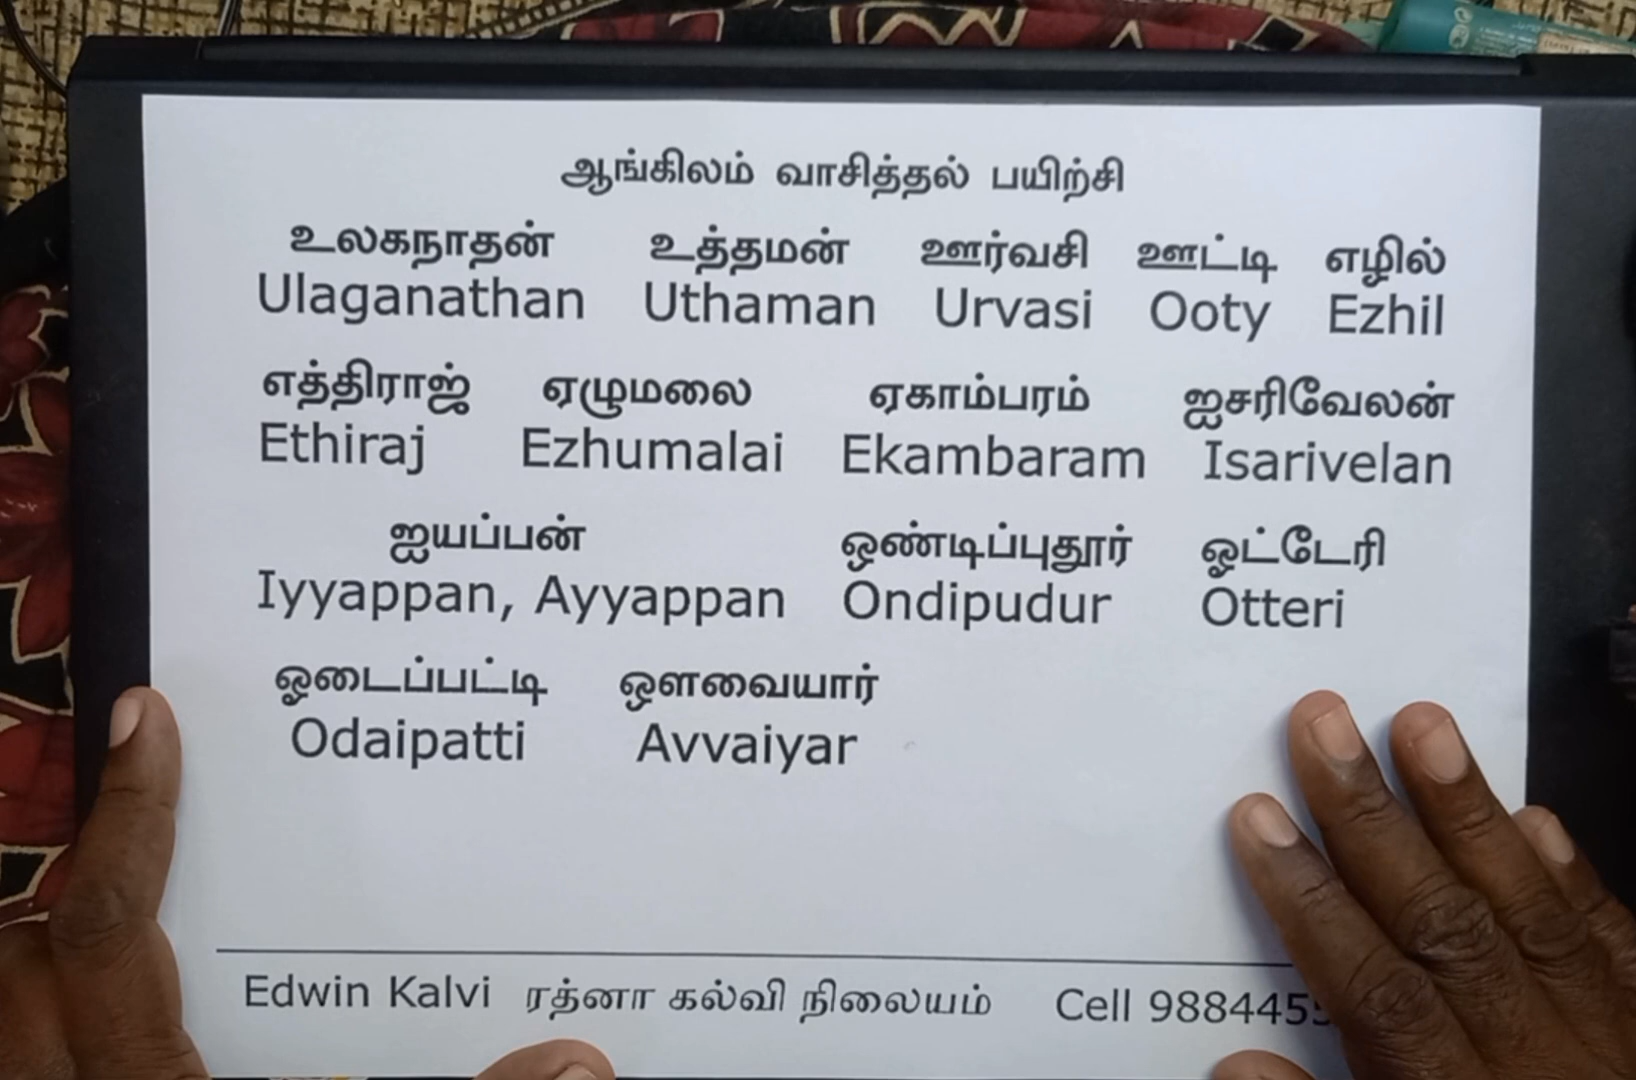 ஆங்கிலம் வாசித்தல் பயிற்சி
உலகநாதன் உத்தமன் ஊர்வசி ஊட்டி எழில்
Ulaganathan Uthaman Urvasi Ooty Ezhil
எத்திராஜ் ஏழுமலை ஏகாம்பரம் ஐசரிவேலன்
Ethiraj Ezhumalai Ekambaram Isarivelan
ஐயப்பன் ஒண்டிப்புதூர் ஓட்டேரி
Iyyappan, Ayyappan Ondipudur Otteri
ஓடைப்பட்டி ஔவையார்
Odaipatti Avvaiyar
Edwin Kalvi ரத்னா கல்வி நிலையம் Cell